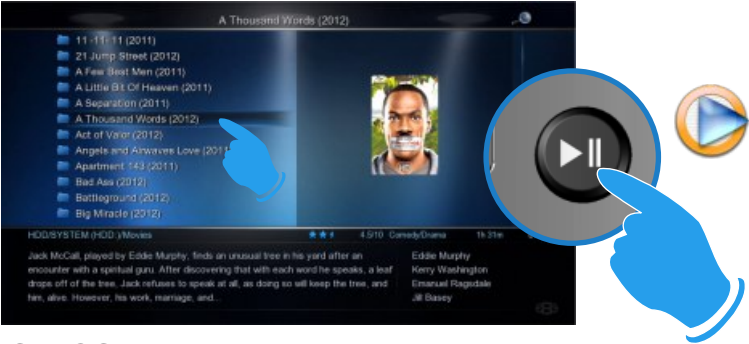 A Thousand Words (2012)
11-11-11 (2011)
21 Jump Street (2012)
A Few Best Men (2011)
A Little Bit Of Heaven (2011)
A Separation (2011)
A Thousand Words (2012)
Act of Valor (2012)
Angels and Airwaves Love (2011
Apartment 143 (2011)
Bad Ass (2012)
Battleground (2012)
Big Miracle (2012)
HDD/SYSTEM (HDD:)/Movies 4.5/10 Comedy/Drama 1h 31m
Jack McCall, played by Eddie Murphy, finds an unusual tree in his yard after an
encounter with a spiritual guru. After discovering that with each word he speaks, a leaf
drops off of the tree, Jack refuses to speak at all, as doing so will keep the tree, and
him, alive. However, his work, marriage, and...
Eddie Murphy
Kerry Washington
Emanuel Ragsdale
Jill Basey